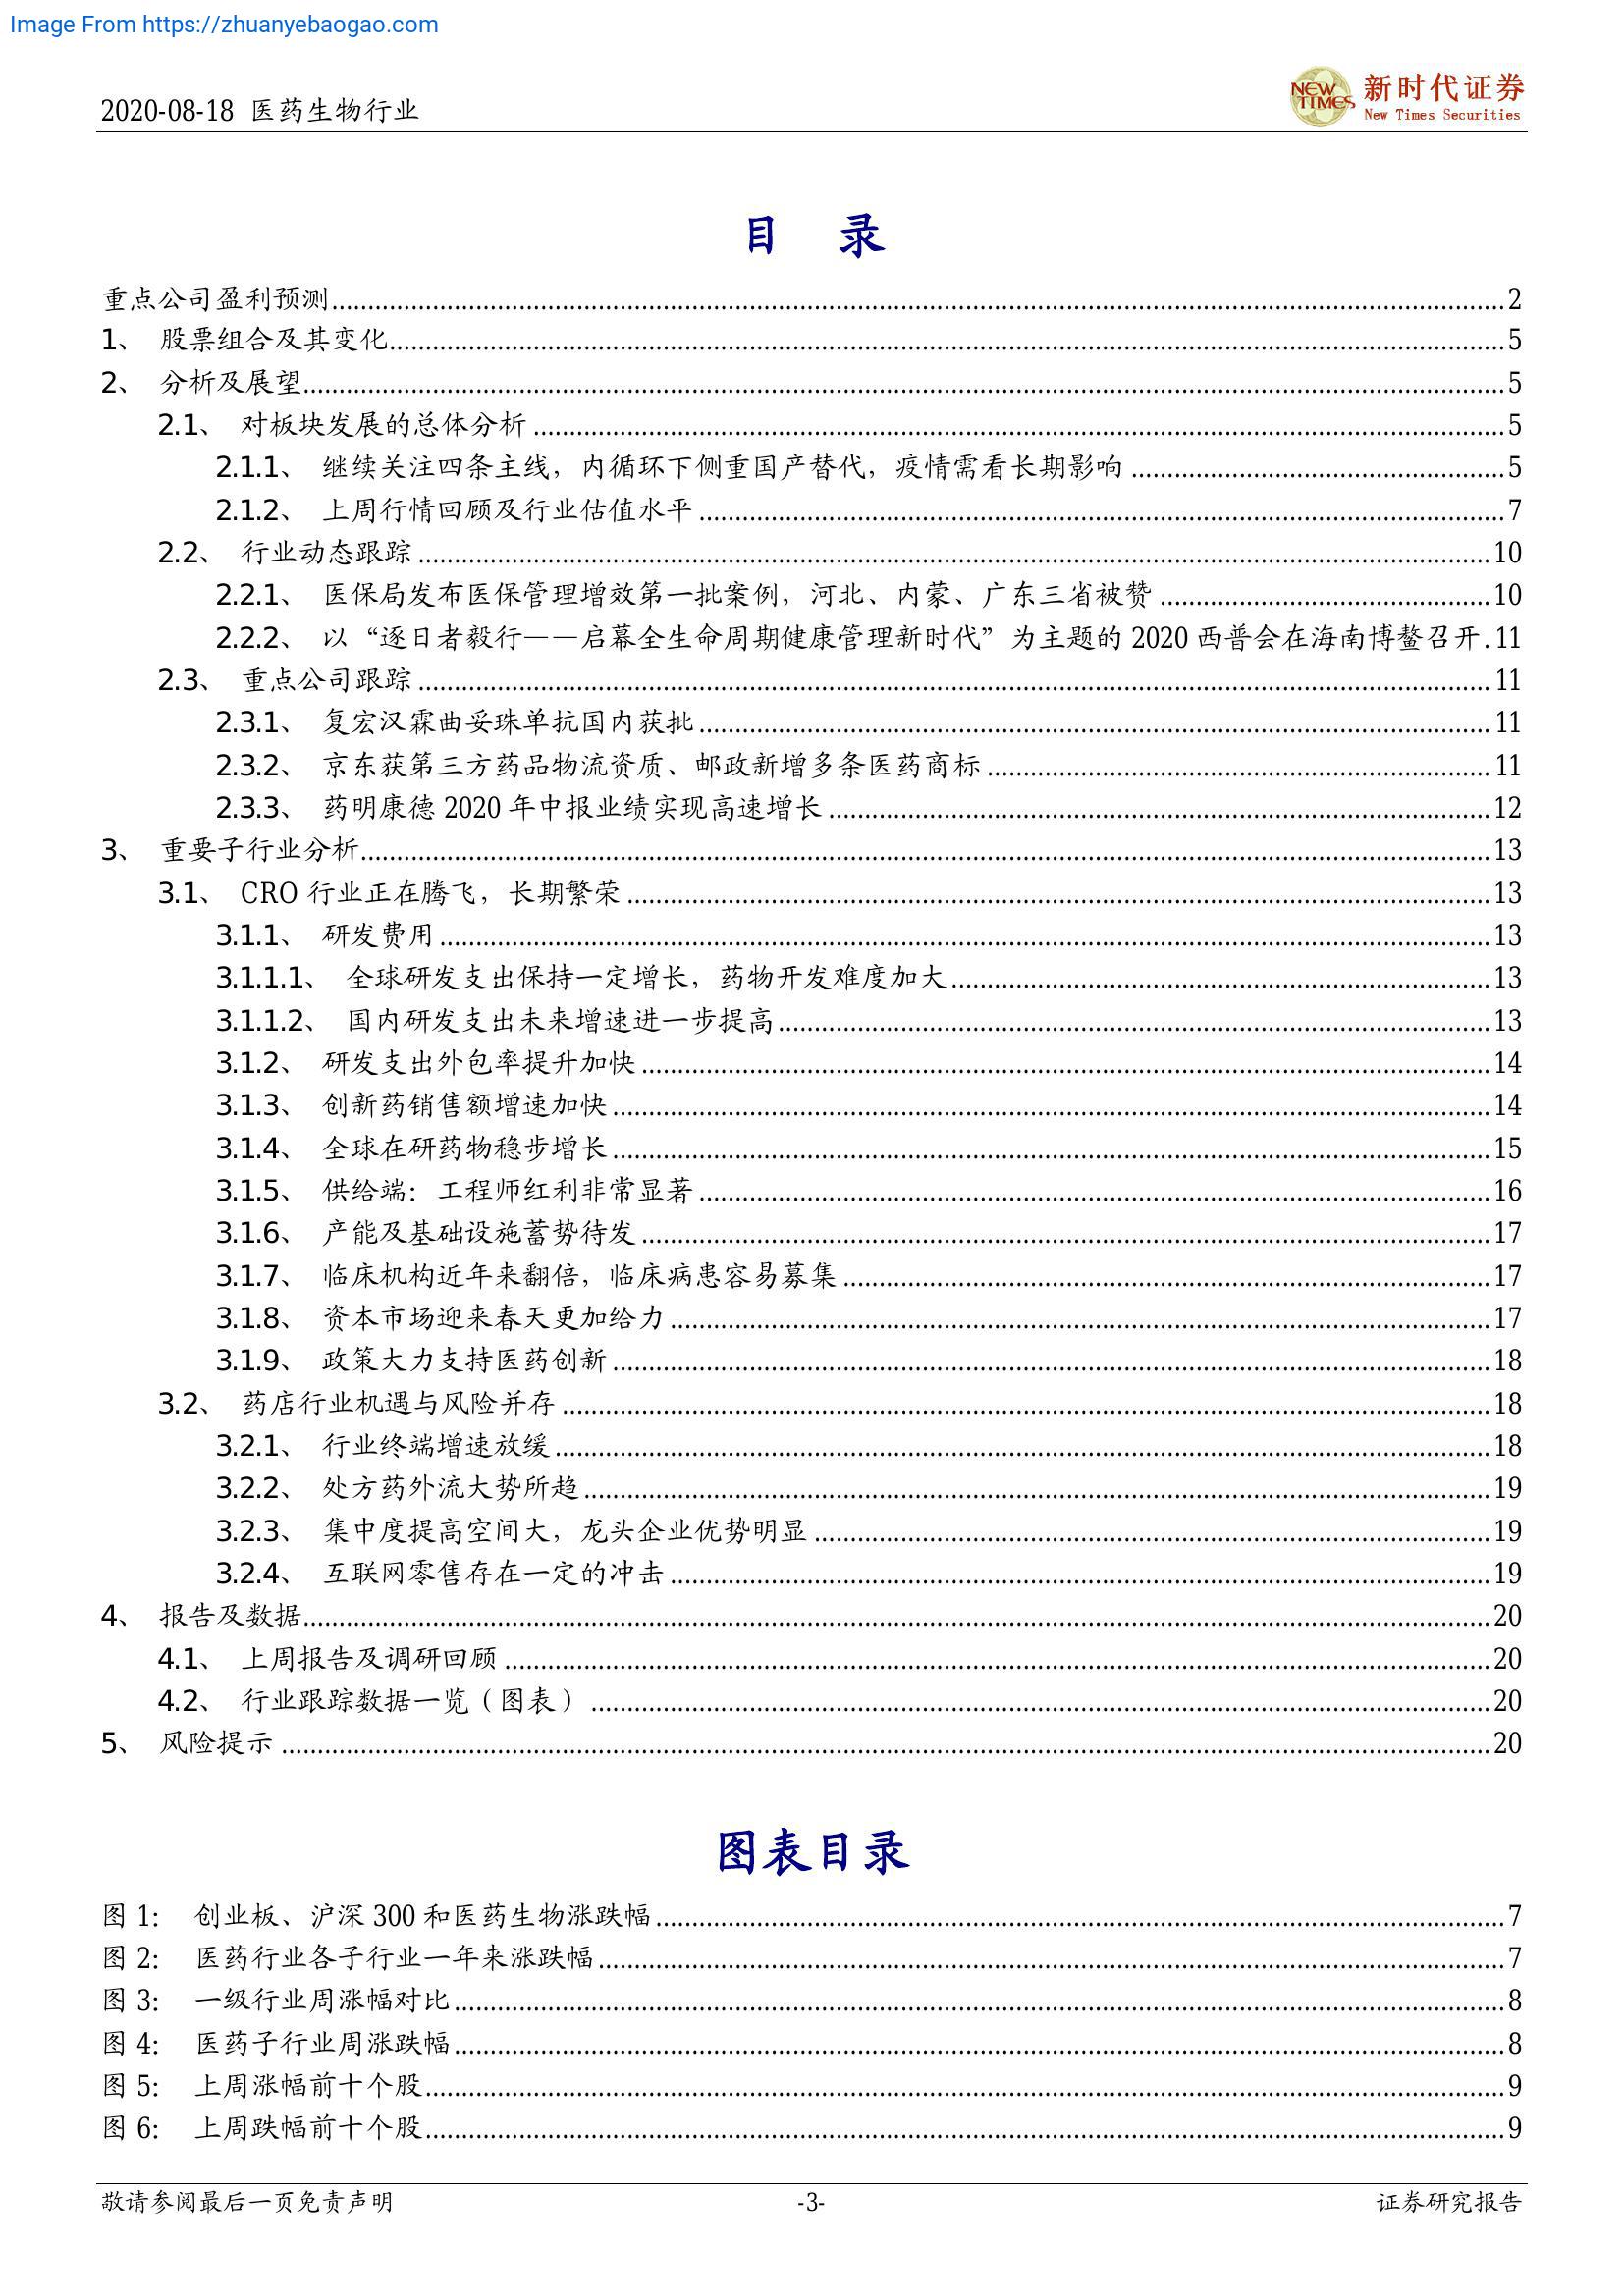 Image From https://zhuanyebaogao.com
2020-08-18 医药生物行业
NEW TIMES 新时代证券
New Times Securities
目 录
重点公司盈利预测........2
1、 股票组合及其变化........5
2、 分析及展望........5
2.1、 对板块发展的总体分析........5
2.1.1、 继续关注四条主线，内循环下侧重国产替代，疫情需看长期影响........5
2.1.2、 上周行情回顾及行业估值水平........7
2.2、 行业动态跟踪........10
2.2.1、 医保局发布医保管理增效第一批案例，河北、内蒙、广东三省被赞........10
2.2.2、 以“逐日者毅行——启幕全生命周期健康管理新时代”为主题的 2020 西普会在海南博鳌召开.11
2.3、 重点公司跟踪........11
2.3.1、 复宏汉霖曲妥珠单抗国内获批........11
2.3.2、 京东获第三方药品物流资质、邮政新增多条医药商标........11
2.3.3、 药明康德 2020 年中报业绩实现高速增长........12
3、 重要子行业分析........13
3.1、 CRO 行业正在腾飞，长期繁荣........13
3.1.1、 研发费用........13
3.1.1.1、 全球研发支出保持一定增长，药物开发难度加大........13
3.1.1.2、 国内研发支出未来增速进一步提高........13
3.1.2、 研发支出外包率提升加快........14
3.1.3、 创新药销售额增速加快........14
3.1.4、 全球在研药物稳步增长........15
3.1.5、 供给端：工程师红利非常显著........16
3.1.6、 产能及基础设施蓄势待发........17
3.1.7、 临床机构近年来翻倍，临床病患容易募集........17
3.1.8、 资本市场迎来春天更加给力........17
3.1.9、 政策大力支持医药创新........18
3.2、 药店行业机遇与风险并存........18
3.2.1、 行业终端增速放缓........18
3.2.2、 处方药外流大势所趋........19
3.2.3、 集中度提高空间大，龙头企业优势明显........19
3.2.4、 互联网零售存在一定的冲击........19
4、 报告及数据........20
4.1、 上周报告及调研回顾........20
4.2、 行业跟踪数据一览（图表）........20
5、 风险提示........20
图表目录
图 1: 创业板、沪深 300 和医药生物涨跌幅........7
图 2: 医药行业各子行业一年来涨跌幅........7
图 3: 一级行业周涨幅对比........8
图 4: 医药子行业周涨跌幅........8
图 5: 上周涨幅前十个股........9
图 6: 上周跌幅前十个股........9
敬请参阅最后一页免责声明 -3- 证券研究报告